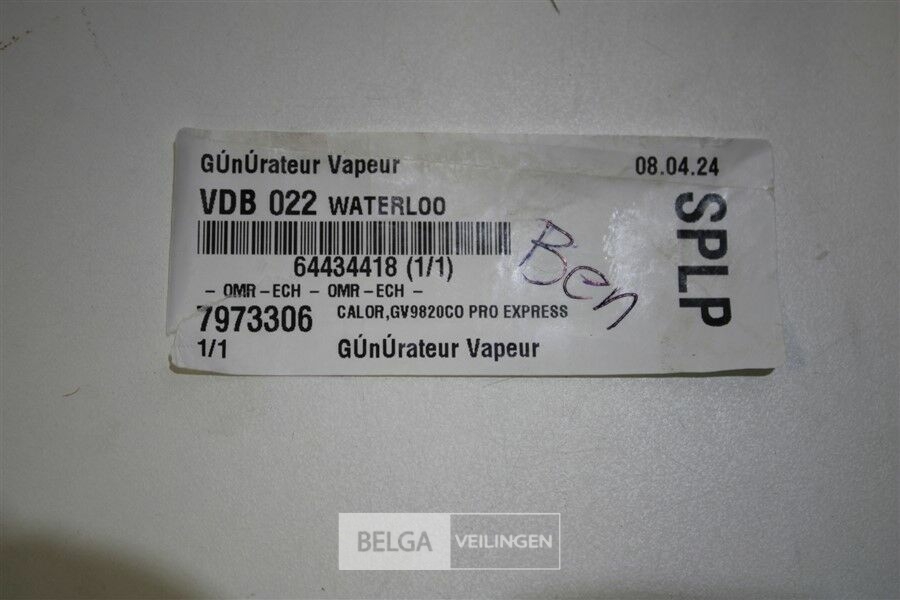 GÚnÚrateur Vapeur 08.04.24
VDB 022 WATERLOO
SPLP
64434418 (1/1)
Ben
- OMR-ECH - OMR-ECH -
7973306 CALOR,GV9820C0 PRO EXPRESS
1/1 GÚnÚrateur Vapeur
BELGA VEILINGEN